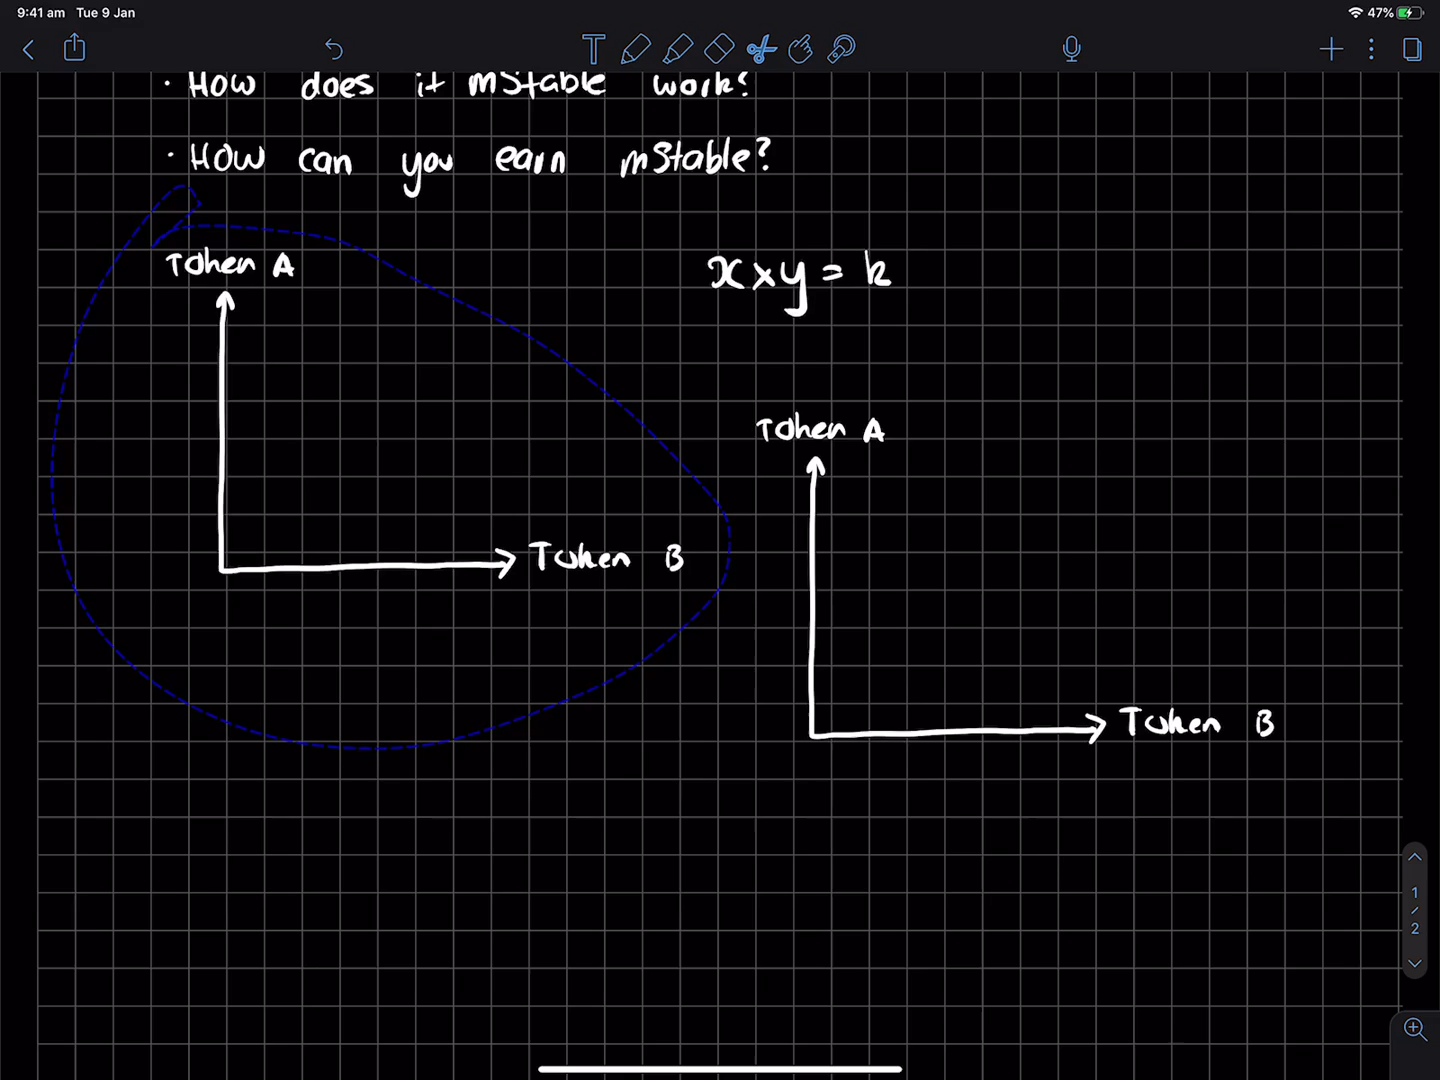 9:41 am Tue 9 Jan
47%
· How does it mStable work?
· How can you earn mStable?
Token A
x x y = k
Token A
Token B
Token B
1
/
2